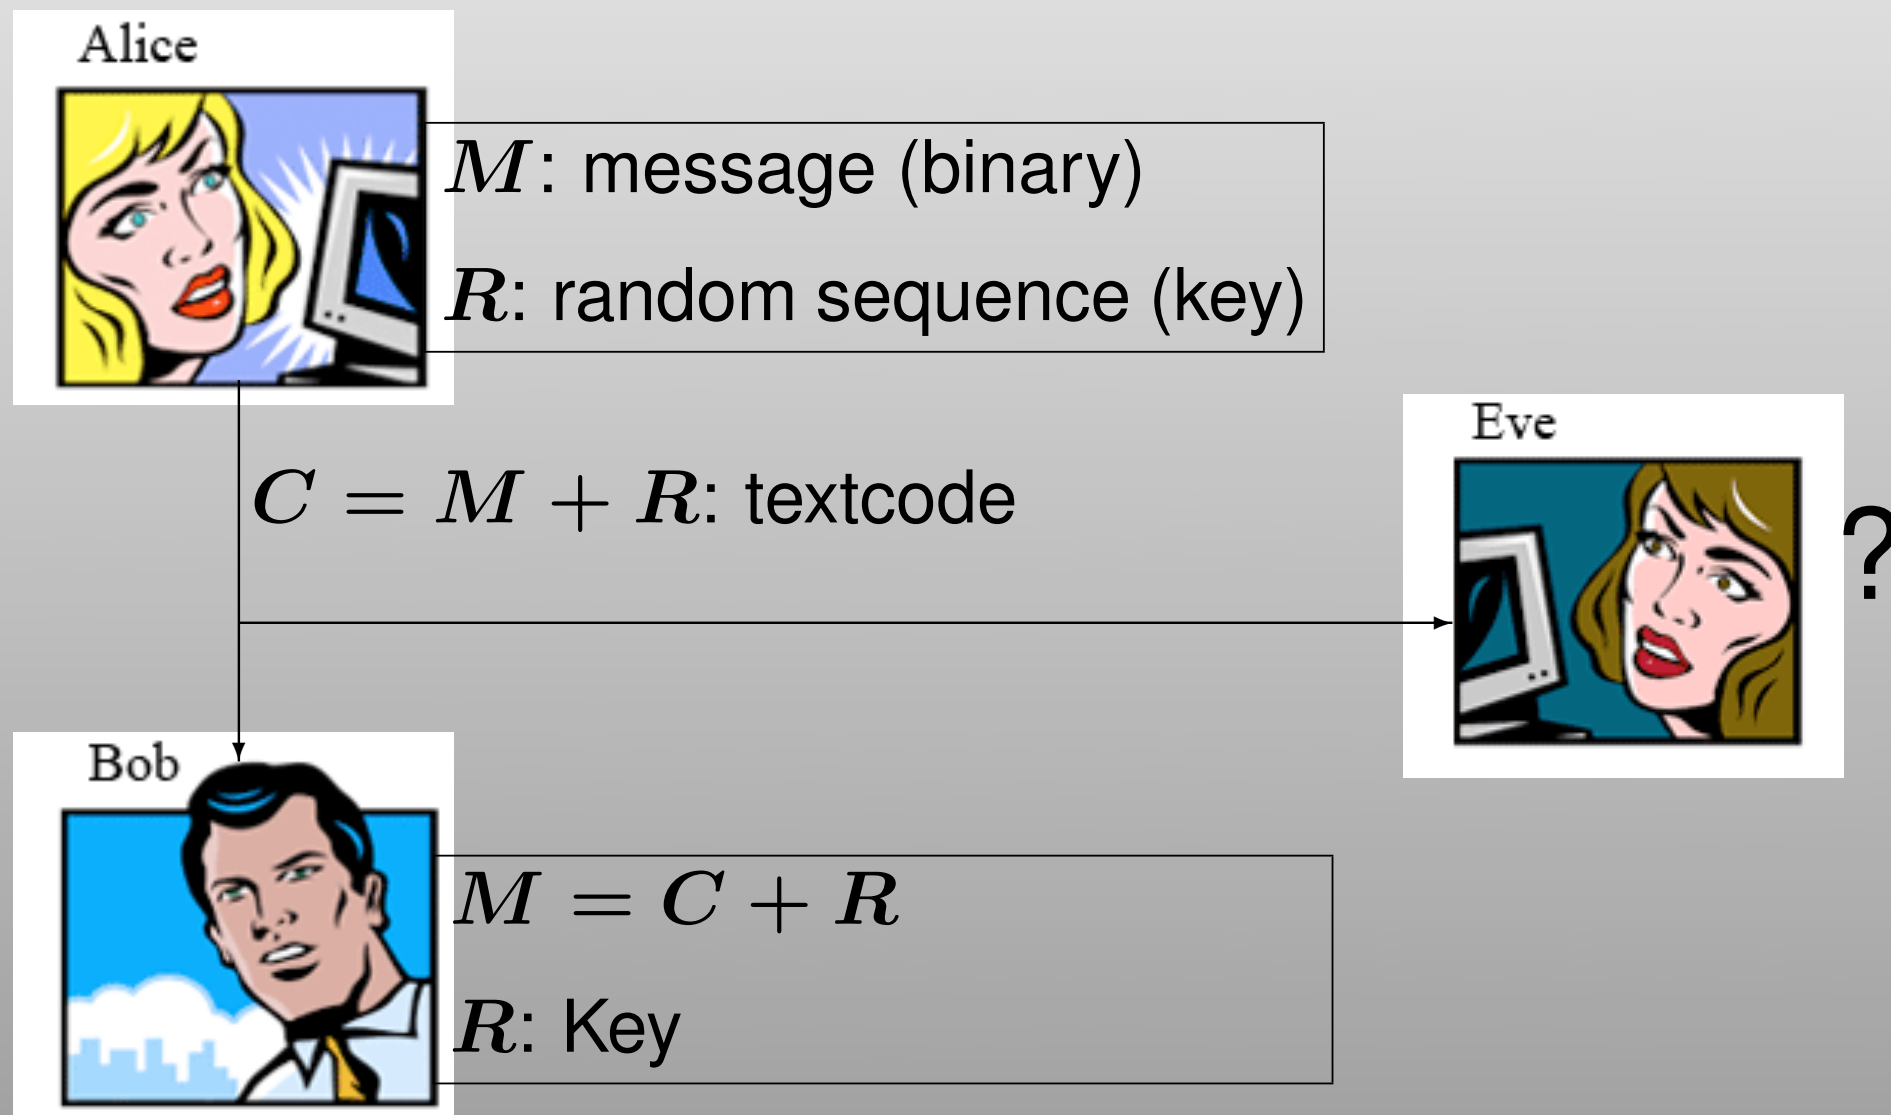 Alice
M: message (binary)
R: random sequence (key)
Eve
C = M + R: textcode
?
Bob
M = C + R
R: Key